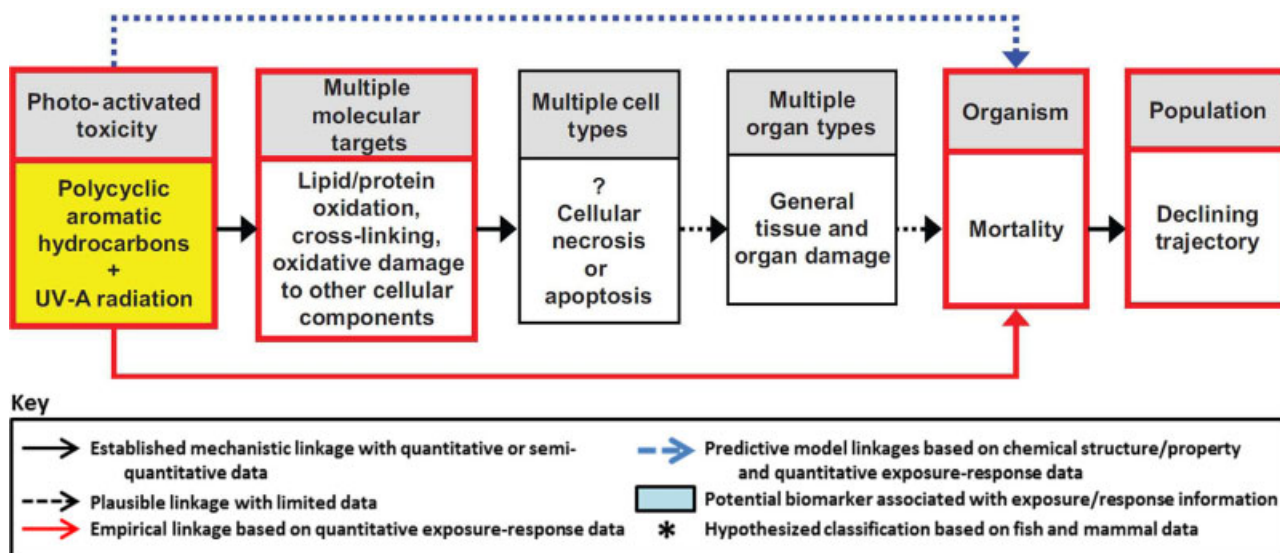 Photo-activated
toxicity
Polycyclic
aromatic
hydrocarbons
+
UV-A radiation
Multiple
molecular
targets
Lipid/protein
oxidation,
cross-linking,
oxidative damage
to other cellular
components
Multiple cell
types
?
Cellular
necrosis
or
apoptosis
Multiple
organ types
General
tissue and
organ damage
Organism
Mortality
Population
Declining
trajectory
Key
Established mechanistic linkage with quantitative or semi-
quantitative data
Plausible linkage with limited data
Empirical linkage based on quantitative exposure-response data
Predictive model linkages based on chemical structure/property
and quantitative exposure-response data
Potential biomarker associated with exposure/response information
* Hypothesized classification based on fish and mammal data